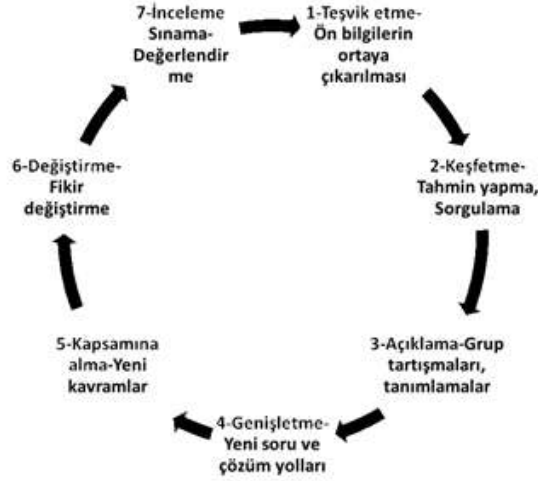 1-Teşvik etme-
Ön bilgilerin
ortaya
çıkarılması
2-Keşfetme-
Tahmin yapma,
Sorgulama
3-Açıklama-Grup
tartışmaları,
tanımlamalar
4-Genişletme-
Yeni soru ve
çözüm yolları
5-Kapsamına
alma-Yeni
kavramlar
6-Değiştirme-
Fikir
değiştirme
7-İnceleme
Sınama-
Değerlendir
me